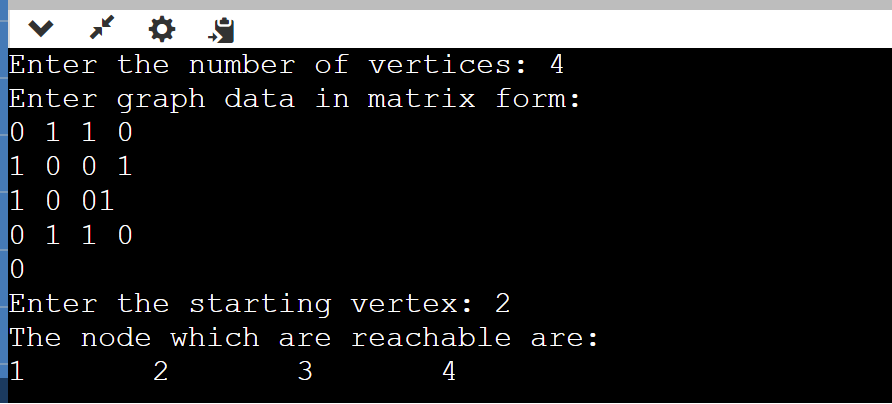 Enter the number of vertices: 4
Enter graph data in matrix form:
0 1 1 0
1 0 0 1
1 0 01
0 1 1 0
0
Enter the starting vertex: 2
The node which are reachable are:
1 2 3 4